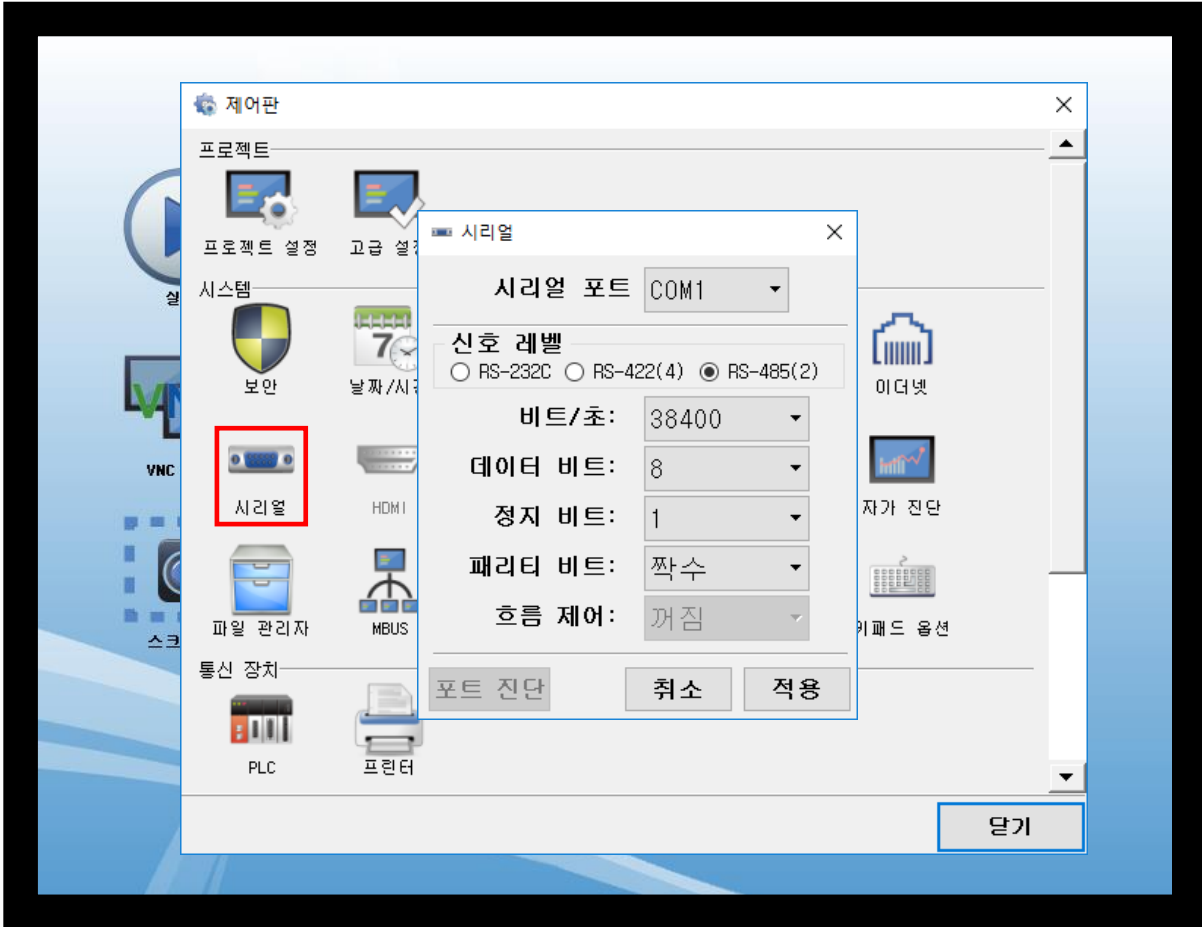 제어판
프로젝트
프로젝트 설정
고급 설정
시리얼
시리얼 포트 COM1
신호 레벨
RS-232C RS-422(4) RS-485(2)
비트/초: 38400
데이터 비트: 8
정지 비트: 1
패리티 비트: 짝수
흐름 제어: 꺼짐
포트 진단 취소 적용
시스템
보안
날짜/시간
이더넷
VNC
시리얼
HDMI
자가 진단
파일 관리자
MBUS
키패드 옵션
통신 장치
PLC
프린터
닫기